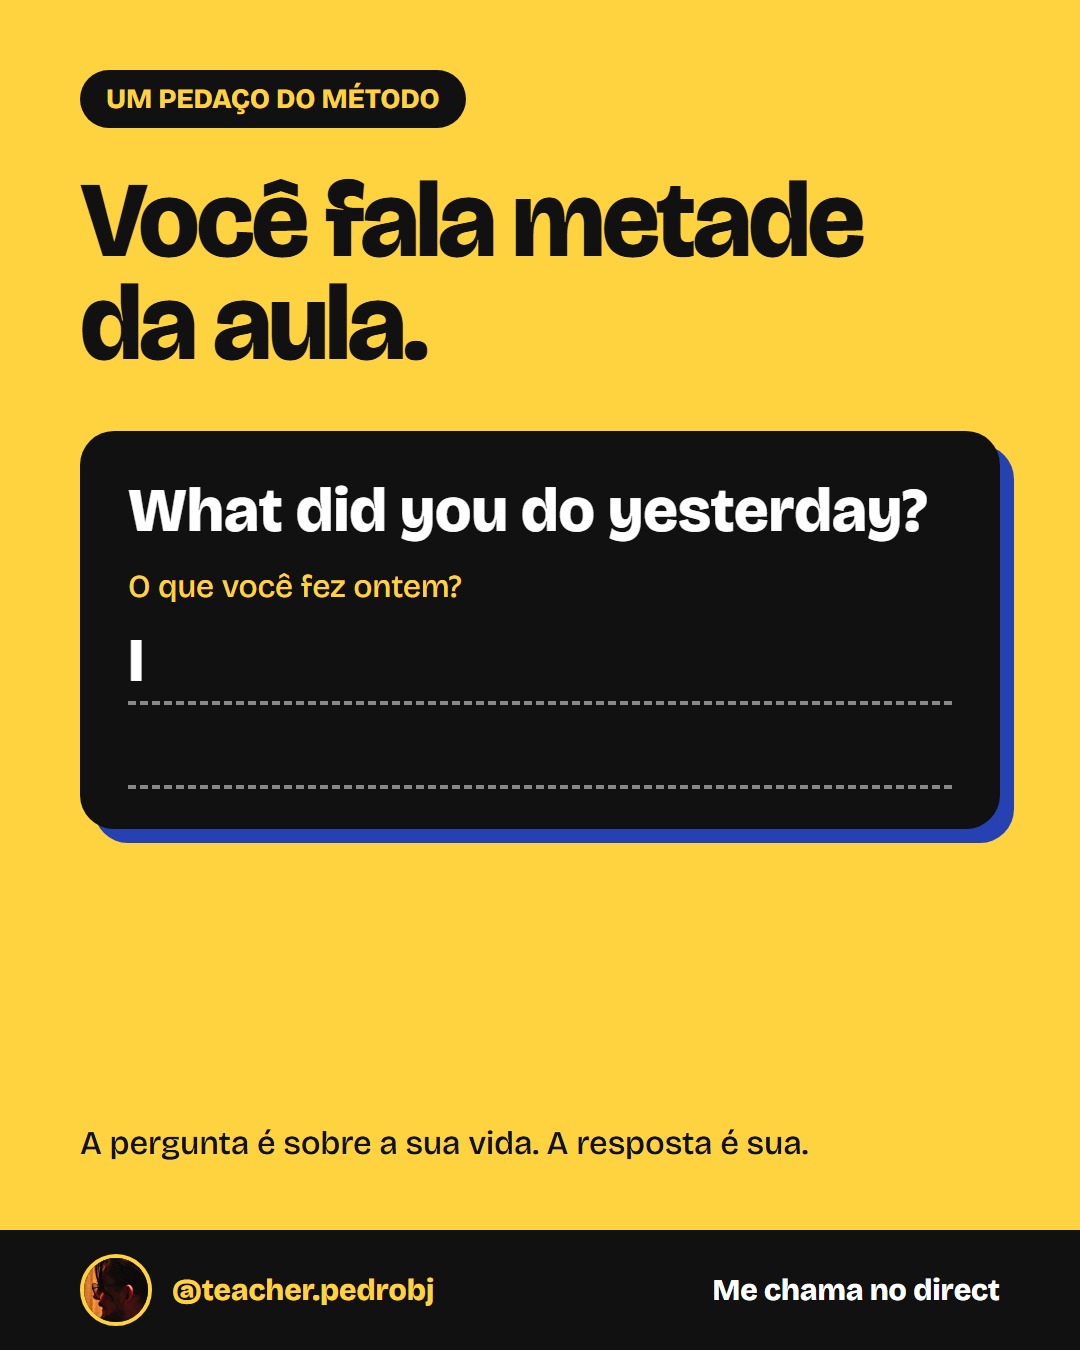 UM PEDAÇO DO MÉTODO
Você fala metade
da aula.
What did you do yesterday?
O que você fez ontem?
I
A pergunta é sobre a sua vida. A resposta é sua.
@teacher.pedrobj
Me chama no direct